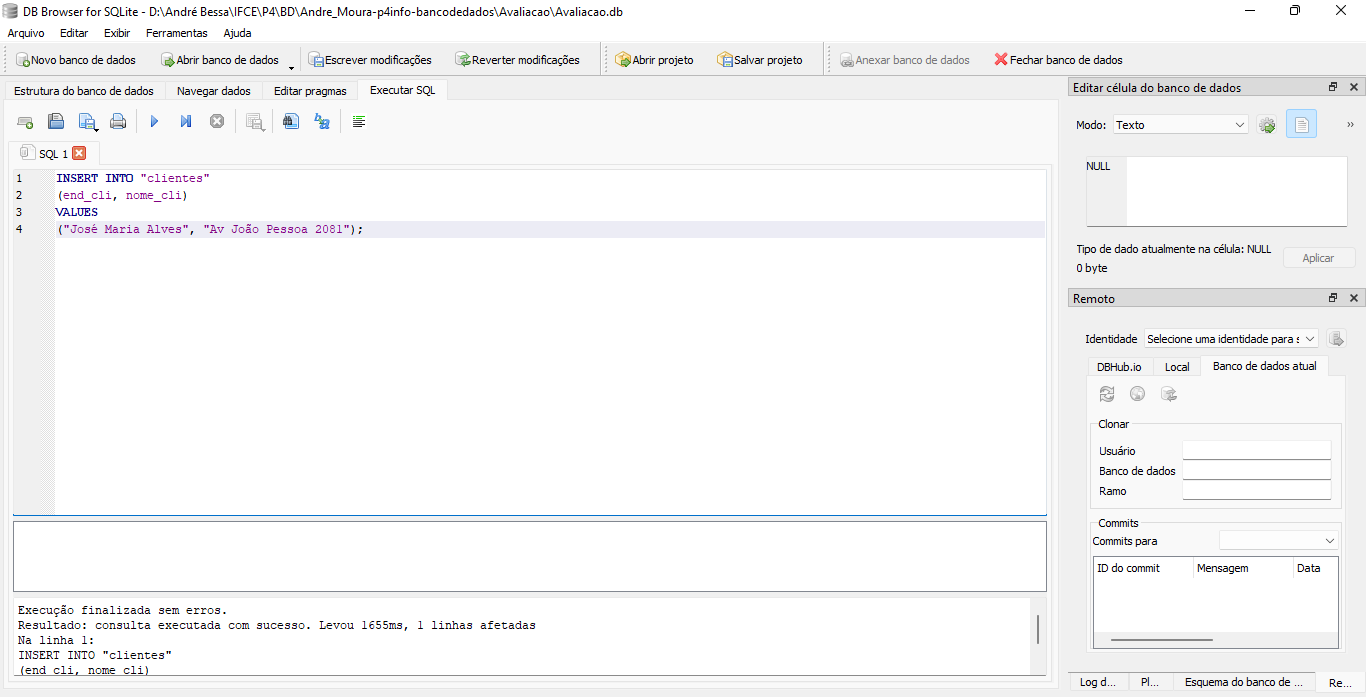 DB Browser for SQLite - D:\André Bessa\IFCE\P4\BD\Andre_Moura-p4info-bancodedados\Avaliacao\Avaliacao.db
Arquivo Editar Exibir Ferramentas Ajuda
Novo banco de dados Abrir banco de dados Escrever modificações Reverter modificações Abrir projeto Salvar projeto Anexar banco de dados Fechar banco de dados
Estrutura do banco de dados Navegar dados Editar pragmas Executar SQL
SQL 1
1 INSERT INTO "clientes"
2 (end_cli, nome_cli)
3 VALUES
4 ("José Maria Alves", "Av João Pessoa 2081");
Execução finalizada sem erros.
Resultado: consulta executada com sucesso. Levou 1655ms, 1 linhas afetadas
Na linha 1:
INSERT INTO "clientes"
(end_cli, nome_cli)
Editar célula do banco de dados
Modo: Texto
NULL
Tipo de dado atualmente na célula: NULL
0 byte
Aplicar
Remoto
Identidade Selecione uma identidade para s
DBHub.io Local Banco de dados atual
Clonar
Usuário
Banco de dados
Ramo
Commits
Commits para
ID do commit Mensagem Data
Log d... Pl... Esquema do banco de ... Re...